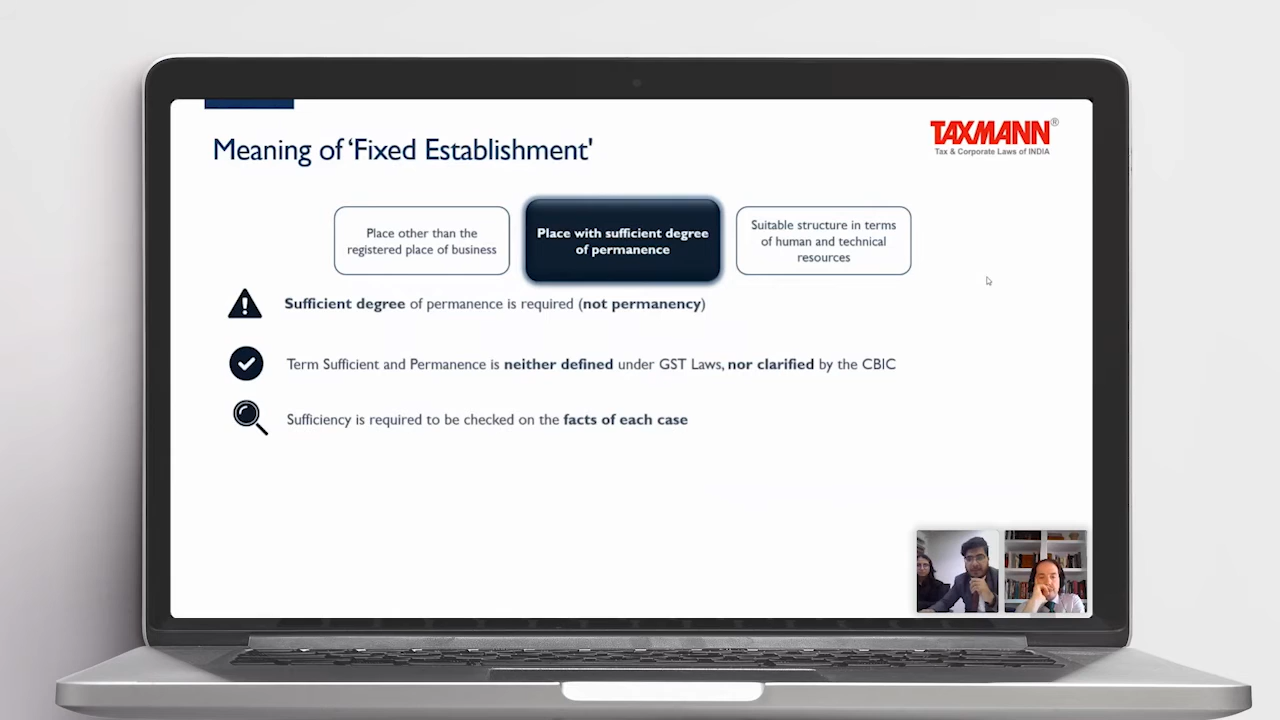 Meaning of ‘Fixed Establishment'
TAXMANN®
Tax & Corporate Laws of INDIA
Place other than the
registered place of business
Place with sufficient degree
of permanence
Suitable structure in terms
of human and technical
resources
Sufficient degree of permanence is required (not permanency)
Term Sufficient and Permanence is neither defined under GST Laws, nor clarified by the CBIC
Sufficiency is required to be checked on the facts of each case